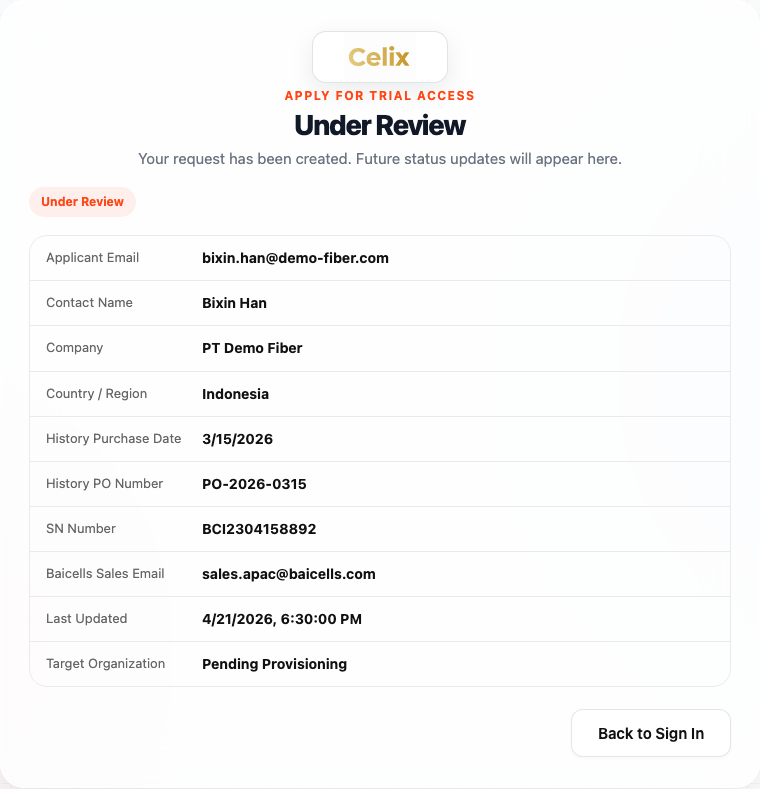 Celix
APPLY FOR TRIAL ACCESS
Under Review
Your request has been created. Future status updates will appear here.
Under Review
Applicant Email bixin.han@demo-fiber.com
Contact Name Bixin Han
Company PT Demo Fiber
Country / Region Indonesia
History Purchase Date 3/15/2026
History PO Number PO-2026-0315
SN Number BCI2304158892
Baicells Sales Email sales.apac@baicells.com
Last Updated 4/21/2026, 6:30:00 PM
Target Organization Pending Provisioning
Back to Sign In